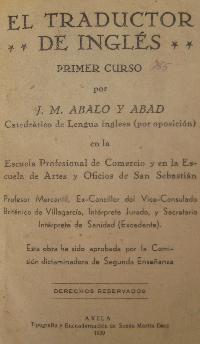 EL TRADUCTOR
DE INGLÉS
PRIMER CURSO
por
J. M. ABALO Y ABAD
Catedrático de Lengua inglesa (por oposición)
en la
Escuela Profesional de Comercio y en la Es-
cuela de Artes y Oficios de San Sebastián
Profesor Mercantil, Ex-Canciller del Vice-Consulado
Británico de Villagarcía, Intérprete Jurado, y Secretario
Intérprete de Sanidad (Excedente).
Esta obra ha sido aprobada por la Comi-
sión dictaminadora de Segunda Enseñanza
DERECHOS RESERVADOS
AVILA
Tipografía y Encuadernación de Senén Martín Díaz
1939